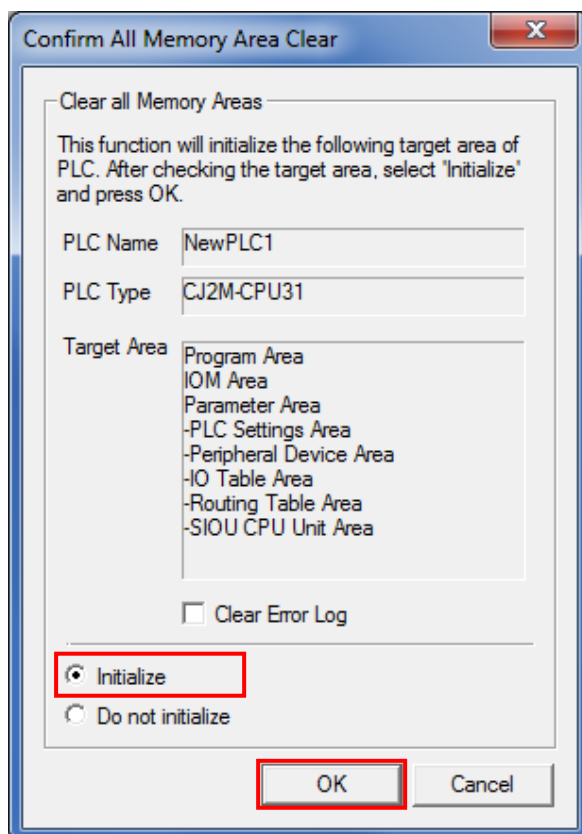 Confirm All Memory Area Clear
Clear all Memory Areas
This function will initialize the following target area of
PLC. After checking the target area, select 'Initialize'
and press OK.
PLC Name NewPLC1
PLC Type CJ2M-CPU31
Target Area Program Area
IOM Area
Parameter Area
-PLC Settings Area
-Peripheral Device Area
-IO Table Area
-Routing Table Area
-SIOU CPU Unit Area
Clear Error Log
Initialize
Do not initialize
OK Cancel